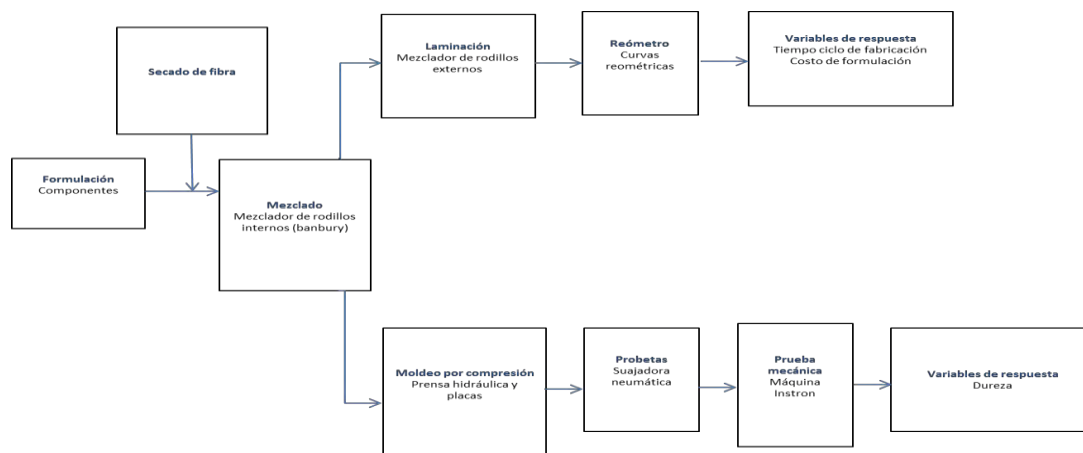 Secado de fibra
Formulación
Componentes
Mezclado
Mezclador de rodillos
internos (banbury)
Laminación
Mezclador de rodillos
externos
Reómetro
Curvas
reométricas
Variables de respuesta
Tiempo ciclo de fabricación
Costo de formulación
Moldeo por compresión
Prensa hidráulica y
placas
Probetas
Suajadora
neumática
Prueba
mecánica
Máquina
Instron
Variables de respuesta
Dureza